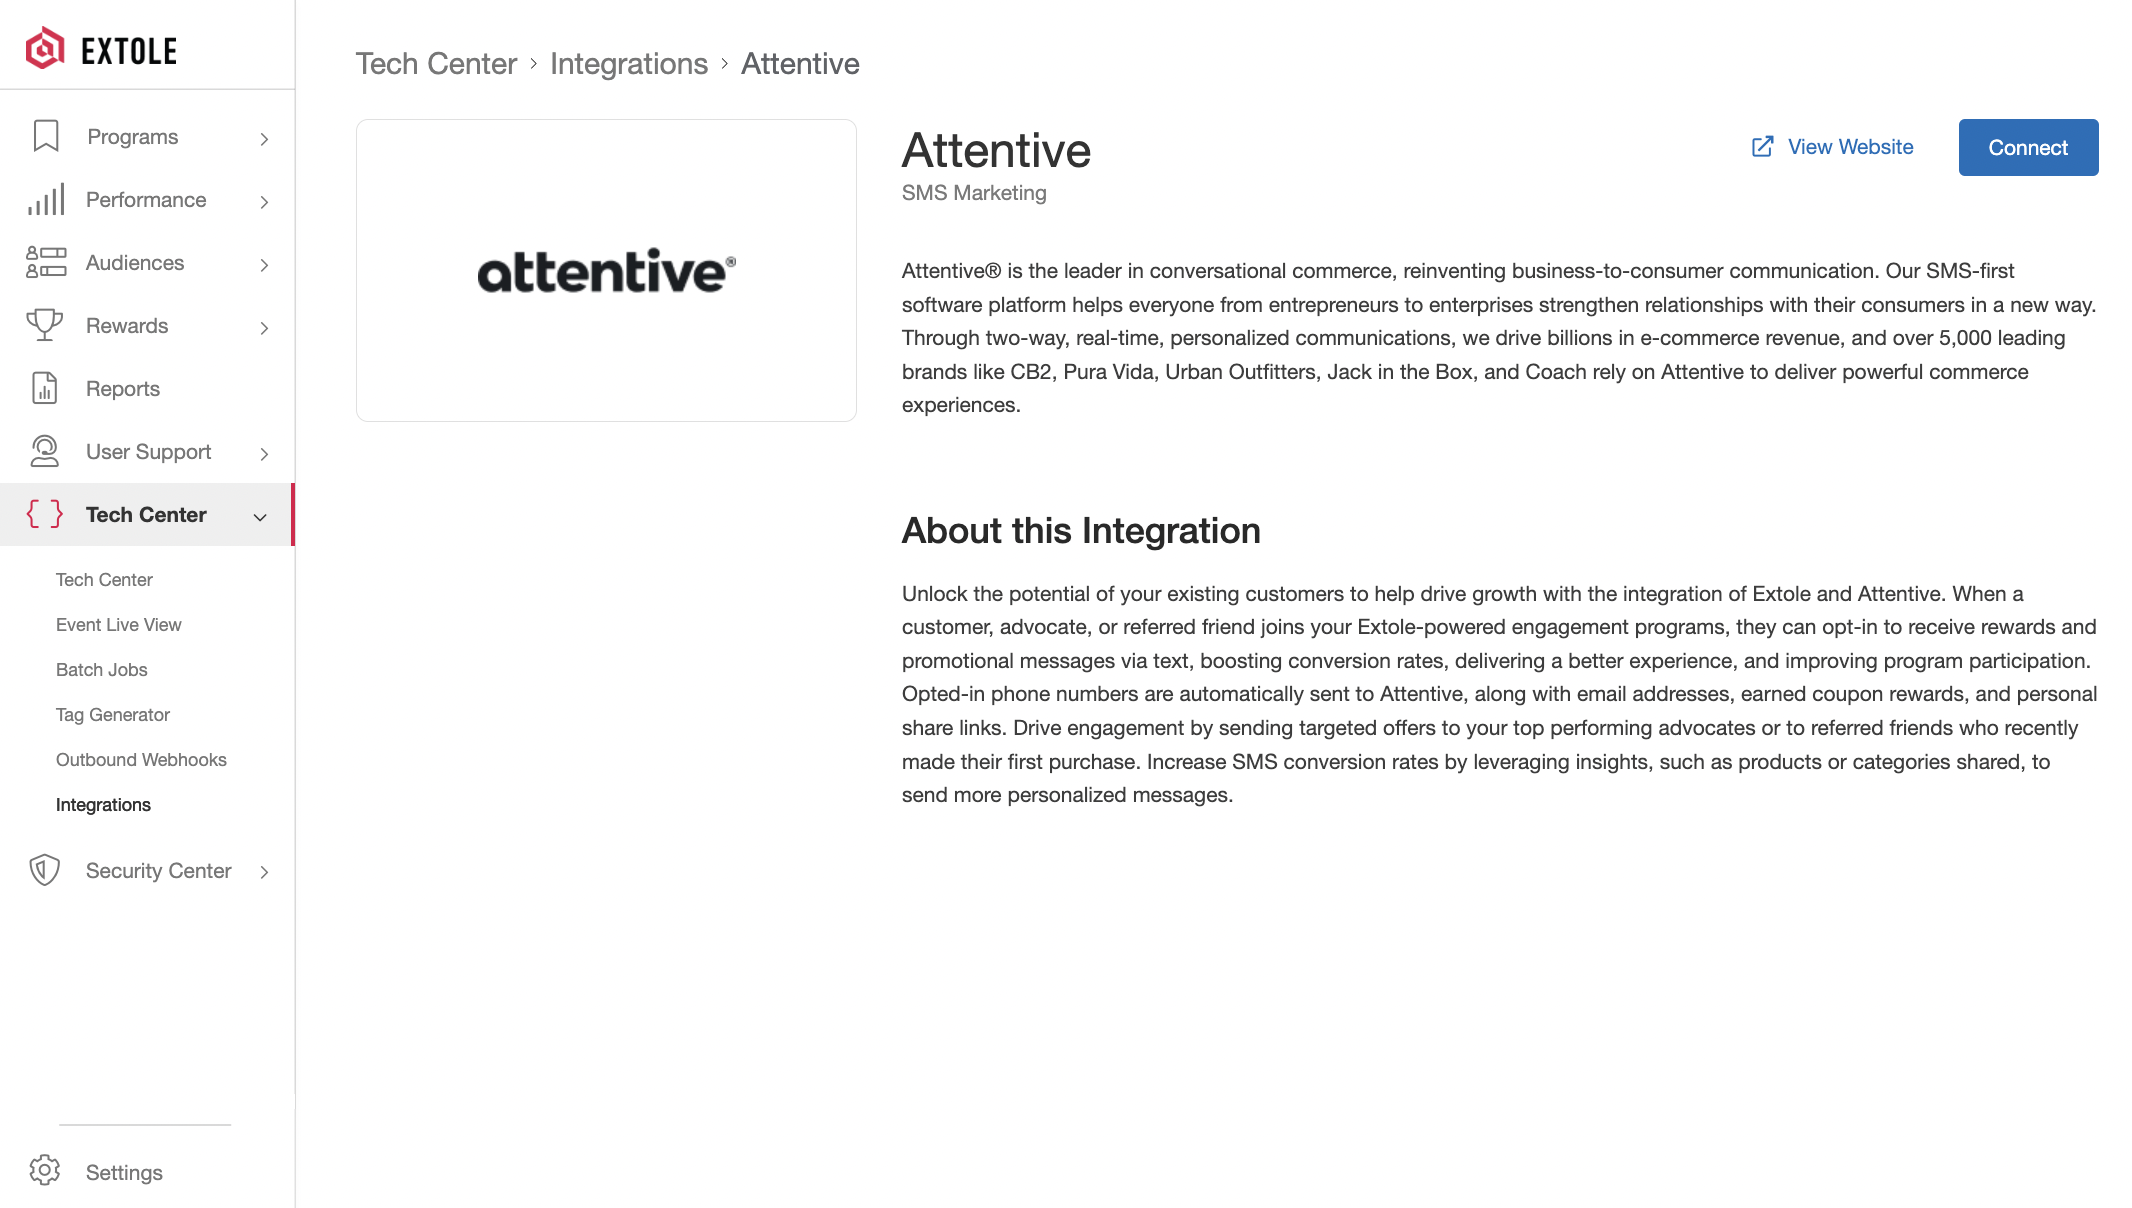 EXTOLE
Programs
Performance
Audiences
Rewards
Reports
User Support
Tech Center
Tech Center
Event Live View
Batch Jobs
Tag Generator
Outbound Webhooks
Integrations
Security Center
Settings
Tech Center › Integrations › Attentive
attentive®
Attentive
SMS Marketing
View Website
Connect
Attentive® is the leader in conversational commerce, reinventing business-to-consumer communication. Our SMS-first
software platform helps everyone from entrepreneurs to enterprises strengthen relationships with their consumers in a new way.
Through two-way, real-time, personalized communications, we drive billions in e-commerce revenue, and over 5,000 leading
brands like CB2, Pura Vida, Urban Outfitters, Jack in the Box, and Coach rely on Attentive to deliver powerful commerce
experiences.
About this Integration
Unlock the potential of your existing customers to help drive growth with the integration of Extole and Attentive. When a
customer, advocate, or referred friend joins your Extole-powered engagement programs, they can opt-in to receive rewards and
promotional messages via text, boosting conversion rates, delivering a better experience, and improving program participation.
Opted-in phone numbers are automatically sent to Attentive, along with email addresses, earned coupon rewards, and personal
share links. Drive engagement by sending targeted offers to your top performing advocates or to referred friends who recently
made their first purchase. Increase SMS conversion rates by leveraging insights, such as products or categories shared, to
send more personalized messages.